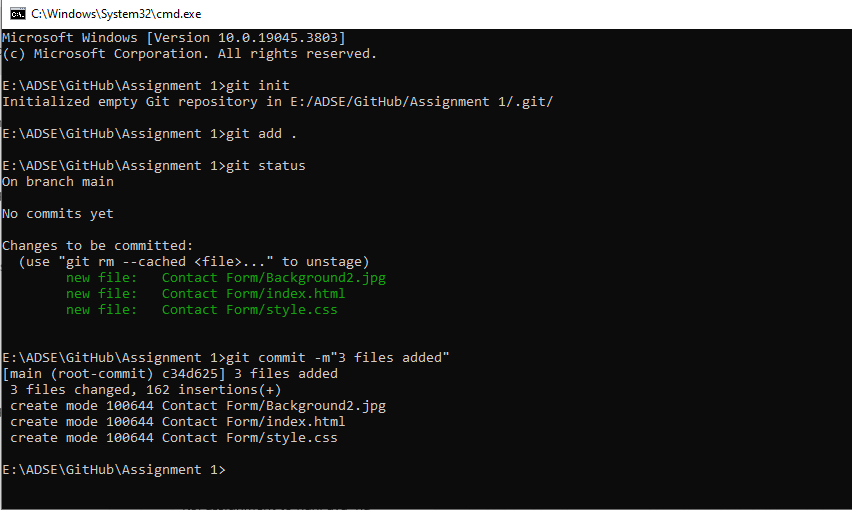 C:\Windows\System32\cmd.exe
Microsoft Windows [Version 10.0.19045.3803]
(c) Microsoft Corporation. All rights reserved.
E:\ADSE\GitHub\Assignment 1>git init
Initialized empty Git repository in E:/ADSE/GitHub/Assignment 1/.git/
E:\ADSE\GitHub\Assignment 1>git add .
E:\ADSE\GitHub\Assignment 1>git status
On branch main
No commits yet
Changes to be committed:
  (use "git rm --cached <file>..." to unstage)
        new file:   Contact Form/Background2.jpg
        new file:   Contact Form/index.html
        new file:   Contact Form/style.css
E:\ADSE\GitHub\Assignment 1>git commit -m"3 files added"
[main (root-commit) c34d625] 3 files added
 3 files changed, 162 insertions(+)
 create mode 100644 Contact Form/Background2.jpg
 create mode 100644 Contact Form/index.html
 create mode 100644 Contact Form/style.css
E:\ADSE\GitHub\Assignment 1>